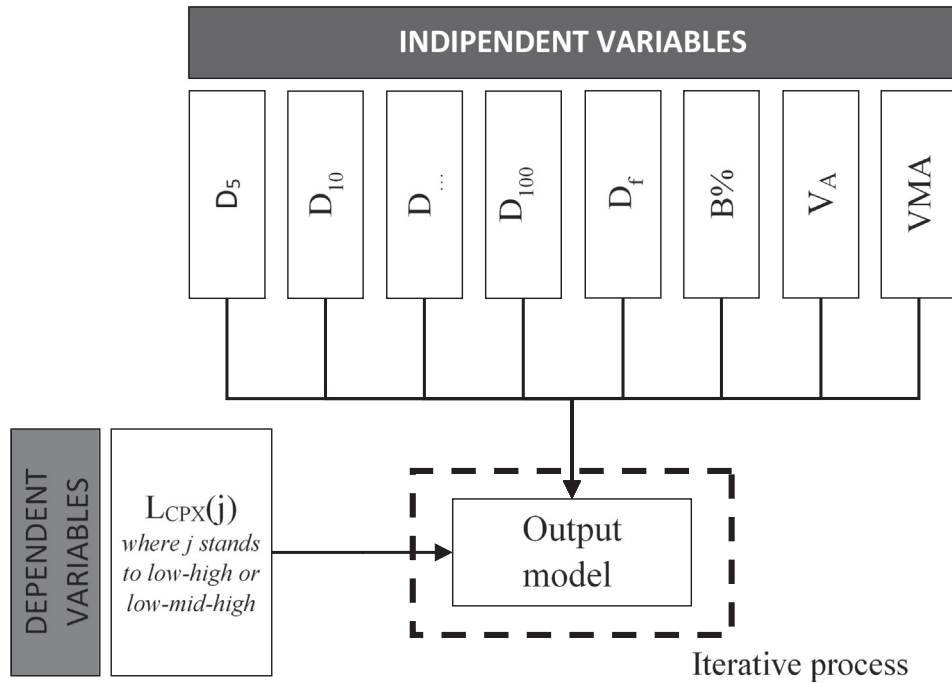 INDIPENDENT VARIABLES
D5
D10
D...
D100
Df
B%
VA
VMA
DEPENDENT
VARIABLES
LCPX(j)
where j stands
to low-high or
low-mid-high
Output
model
Iterative process